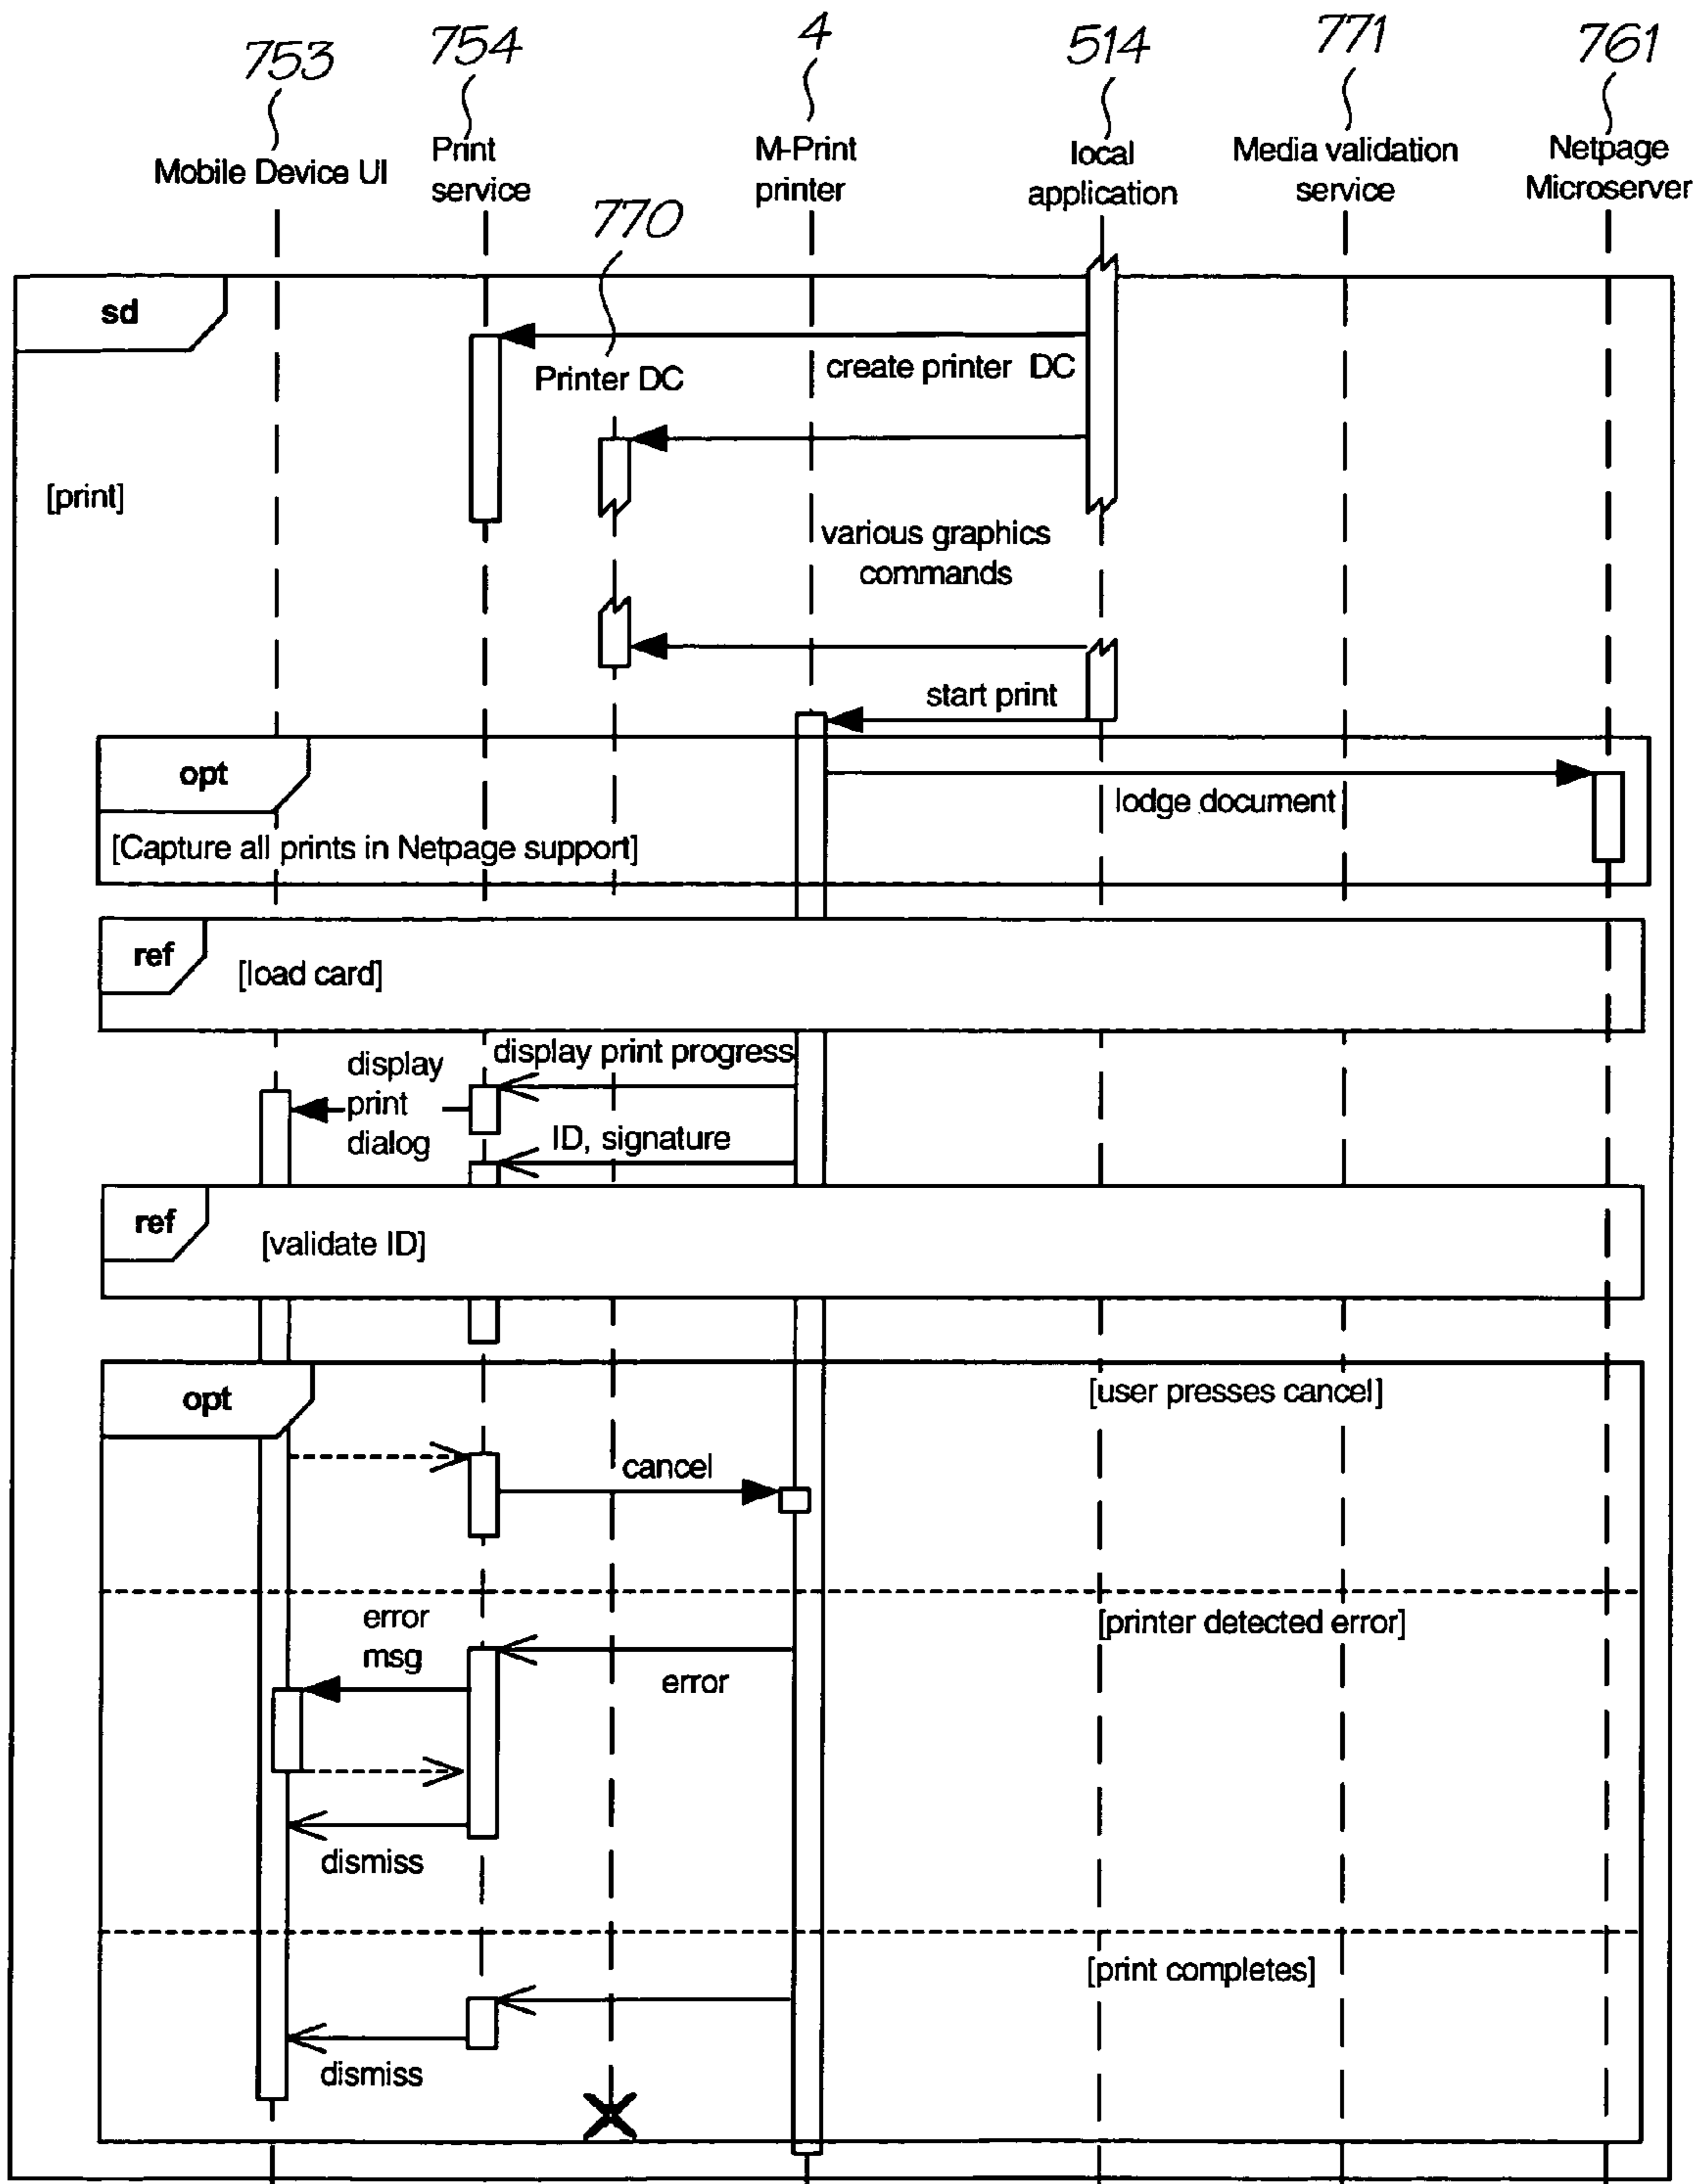 753
754
4
514
771
761
Mobile Device UI
Print
service
M-Print
printer
local
application
Media validation
service
Netpage
Microserver
770
sd
Printer DC
create printer DC
[print]
various graphics
commands
start print
opt
lodge document
[Capture all prints in Netpage support]
ref
[load card]
display print progress
display
print
dialog
ID, signature
ref
[validate ID]
opt
[user presses cancel]
cancel
error
msg
[printer detected error]
error
dismiss
[print completes]
dismiss